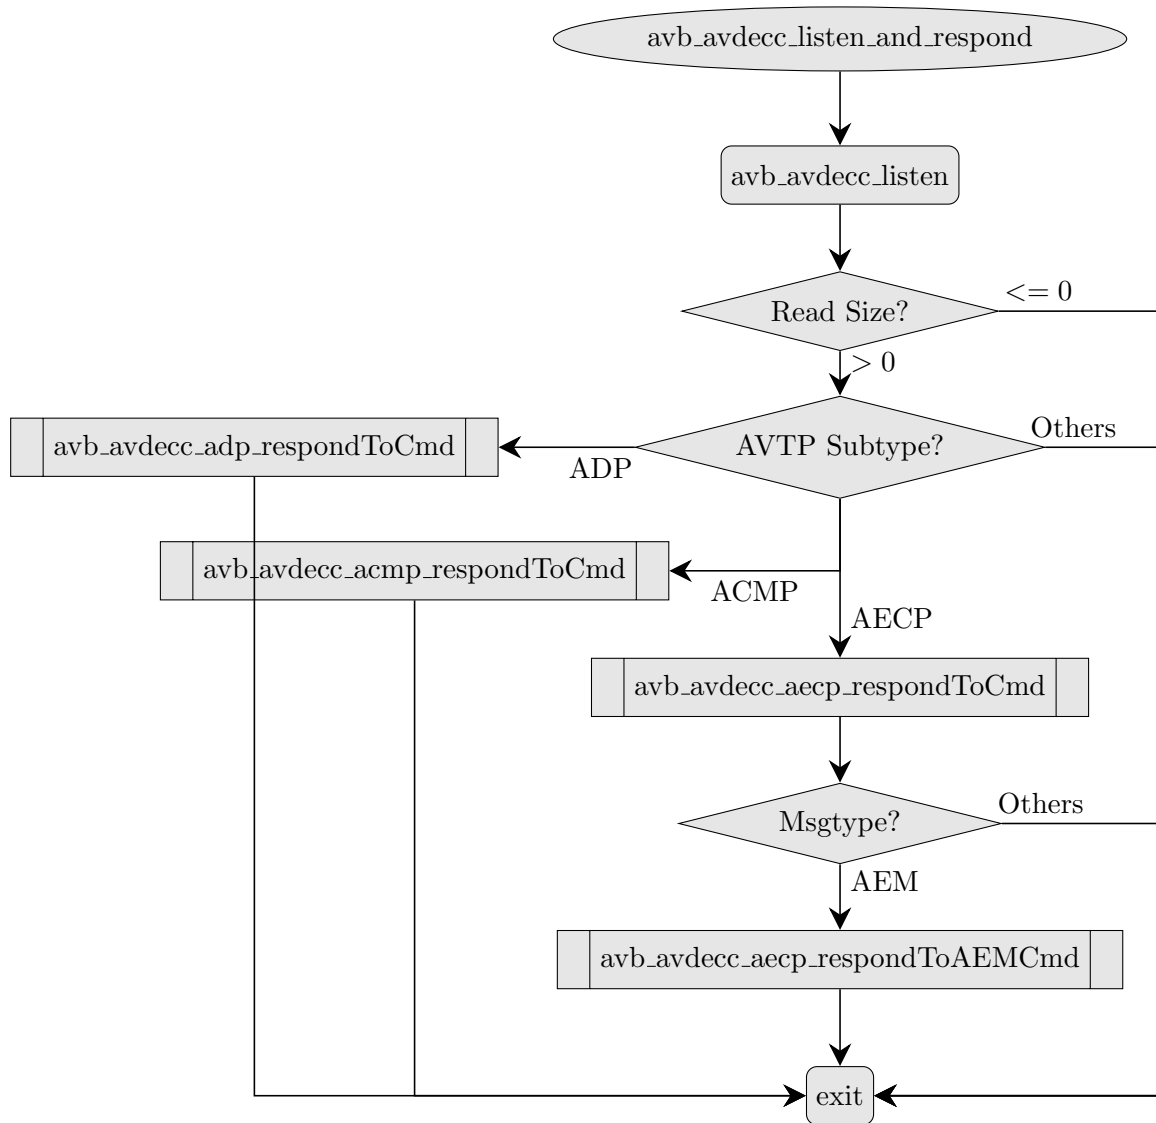 avb_avdecc_listen_and_respond
avb_avdecc_listen
Read Size?
<= 0
> 0
AVTP Subtype?
Others
ADP
avb_avdecc_adp_respondToCmd
avb_avdecc_acmp_respondToCmd
ACMP
AECP
avb_avdecc_aecp_respondToCmd
Msgtype?
Others
AEM
avb_avdecc_aecp_respondToAEMCmd
exit